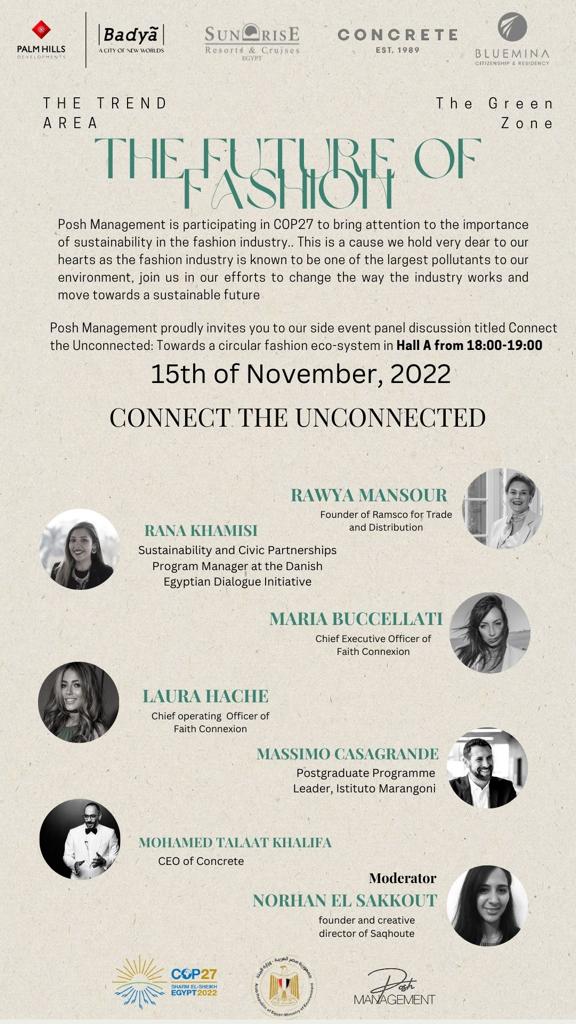 PALM HILLS
DEVELOPMENTS
Badyã
A CITY OF NEW WORLDS
SUNRISE
Resorts & Cruises
EGYPT
CONCRETE
EST. 1989
BLUEMINA
CITIZENSHIP & RESIDENCY
THE TREND
AREA
The Green
Zone
THE FUTURE OF
FASHION
Posh Management is participating in COP27 to bring attention to the importance
of sustainability in the fashion industry.. This is a cause we hold very dear to our
hearts as the fashion industry is known to be one of the largest pollutants to our
environment, join us in our efforts to change the way the industry works and
move towards a sustainable future
Posh Management proudly invites you to our side event panel discussion titled Connect
the Unconnected: Towards a circular fashion eco-system in Hall A from 18:00-19:00
15th of November, 2022
CONNECT THE UNCONNECTED
RAWYA MANSOUR
Founder of Ramsco for Trade
and Distribution
RANA KHAMISI
Sustainability and Civic Partnerships
Program Manager at the Danish
Egyptian Dialogue Initiative
MARIA BUCCELLATI
Chief Executive Officer of
Faith Connexion
LAURA HACHE
Chief operating Officer of
Faith Connexion
MASSIMO CASAGRANDE
Postgraduate Programme
Leader, Istituto Marangoni
MOHAMED TALAAT KHALIFA
CEO of Concrete
Moderator
NORHAN EL SAKKOUT
founder and creative
director of Saqhoute
COP27
SHARM EL-SHEIKH
EGYPT2022
Posh
MANAGEMENT